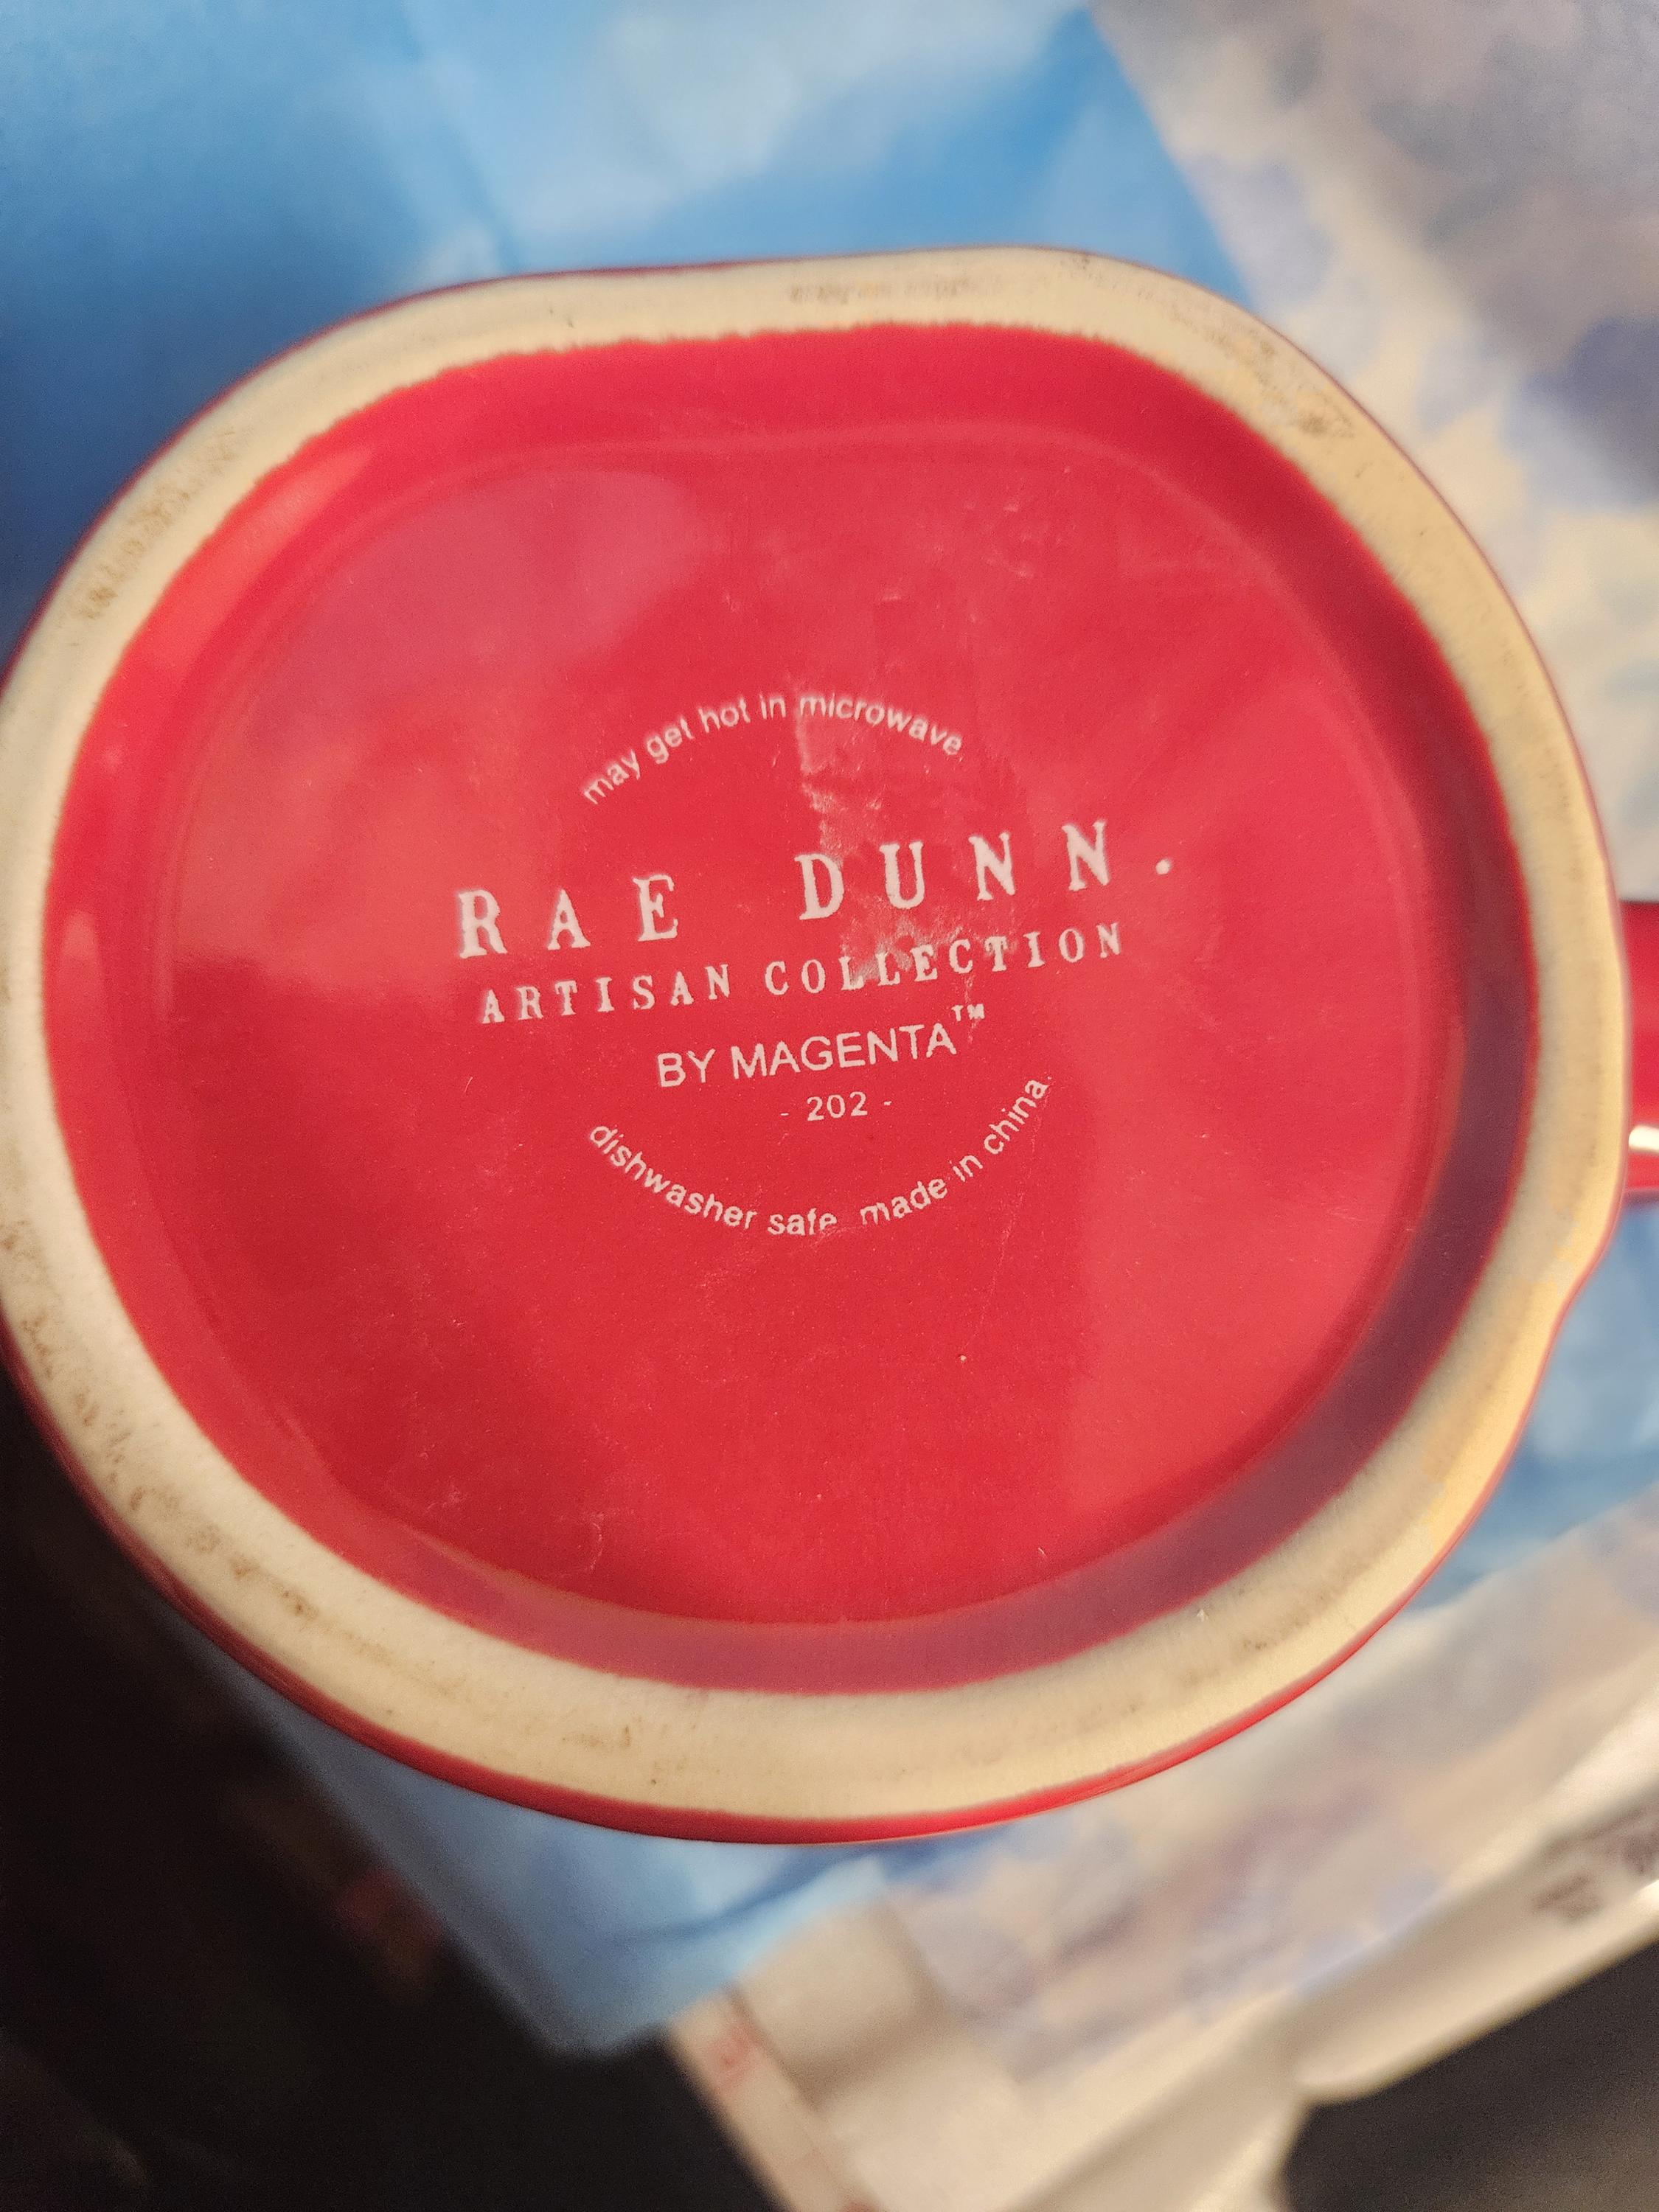 may get hot in microwave
RAE DUNN.
ARTISAN COLLECTION
BY MAGENTA™
- 202 -
dishwasher safe made in china.